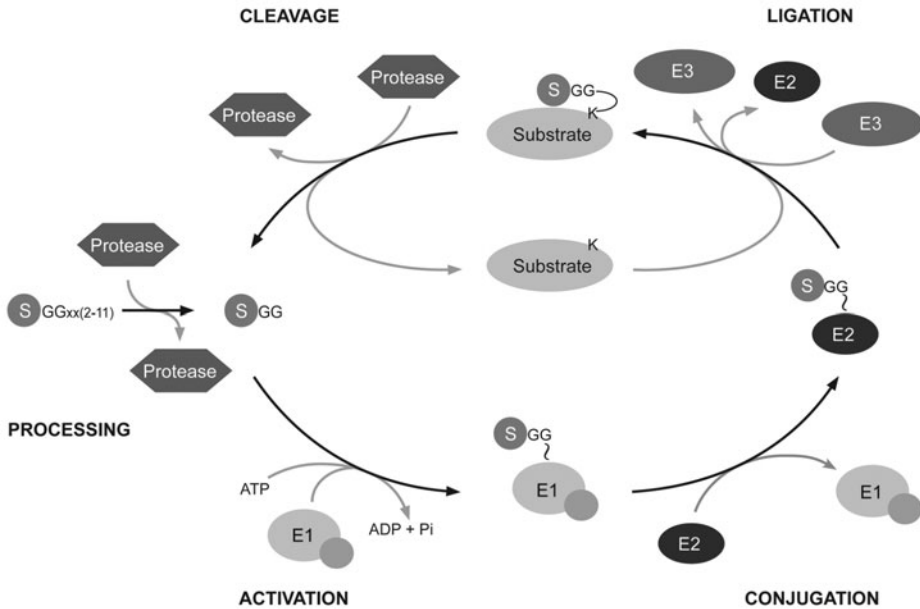 CLEAVAGE
LIGATION
Protease
Protease
S GG
K
Substrate
E3
E2
E3
Protease
S GGxx(2-11)
S GG
Protease
K
Substrate
S GG
E2
PROCESSING
S GG
E1
ATP
E1
ADP + Pi
E2
E1
ACTIVATION
CONJUGATION